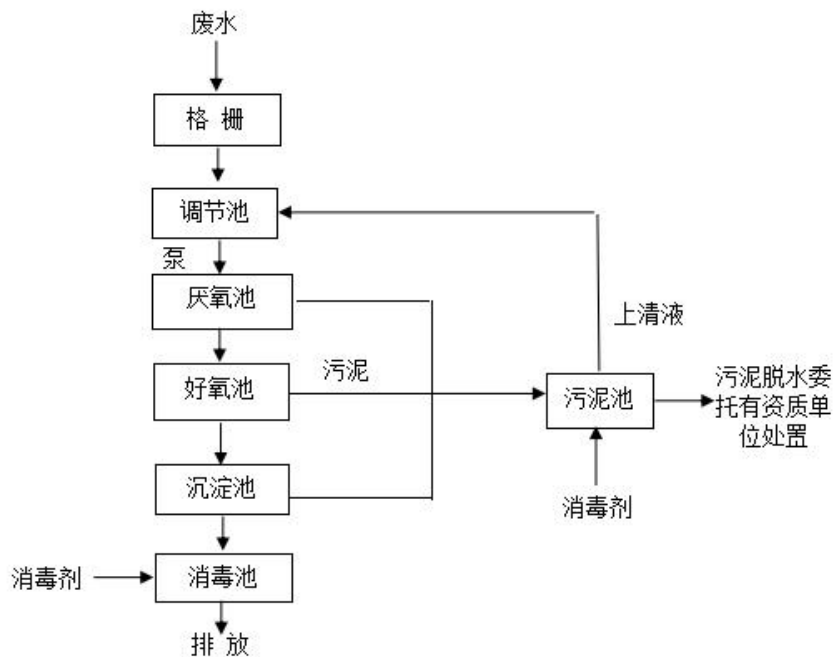 废水
格 栅
调节池
泵
厌氧池
上清液
好氧池
污泥
污泥池
污泥脱水委
托有资质单
位处置
沉淀池
消毒剂
消毒剂
消毒池
排 放